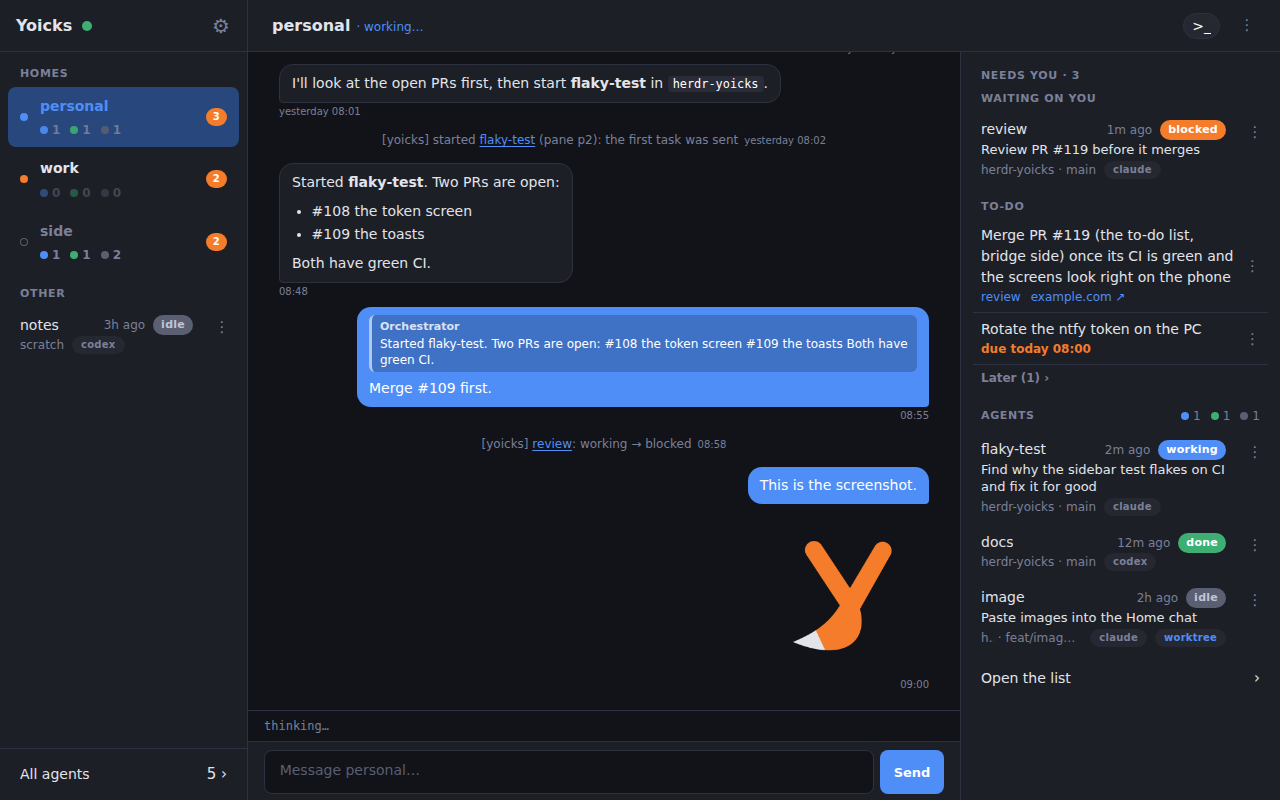 Yoicks
HOMES
personal
1 1 1
3
work
0 0 0
2
side
1 1 2
2
OTHER
notes 3h ago idle
scratch codex
All agents 5 ›
personal · working…
>_
I'll look at the open PRs first, then start flaky-test in herdr-yoicks.
yesterday 08:01
[yoicks] started flaky-test (pane p2): the first task was sent yesterday 08:02
Started flaky-test. Two PRs are open:
• #108 the token screen
• #109 the toasts
Both have green CI.
08:48
Orchestrator
Started flaky-test. Two PRs are open: #108 the token screen #109 the toasts Both have
green CI.
Merge #109 first.
08:55
[yoicks] review: working → blocked 08:58
This is the screenshot.
09:00
thinking…
Message personal…
Send
NEEDS YOU · 3
WAITING ON YOU
review 1m ago blocked
Review PR #119 before it merges
herdr-yoicks · main claude
TO-DO
Merge PR #119 (the to-do list,
bridge side) once its CI is green and
the screens look right on the phone
review example.com ↗
Rotate the ntfy token on the PC
due today 08:00
Later (1) ›
AGENTS 1 1 1
flaky-test 2m ago working
Find why the sidebar test flakes on CI
and fix it for good
herdr-yoicks · main claude
docs 12m ago done
herdr-yoicks · main codex
image 2h ago idle
Paste images into the Home chat
h. · feat/imag… claude worktree
Open the list ›